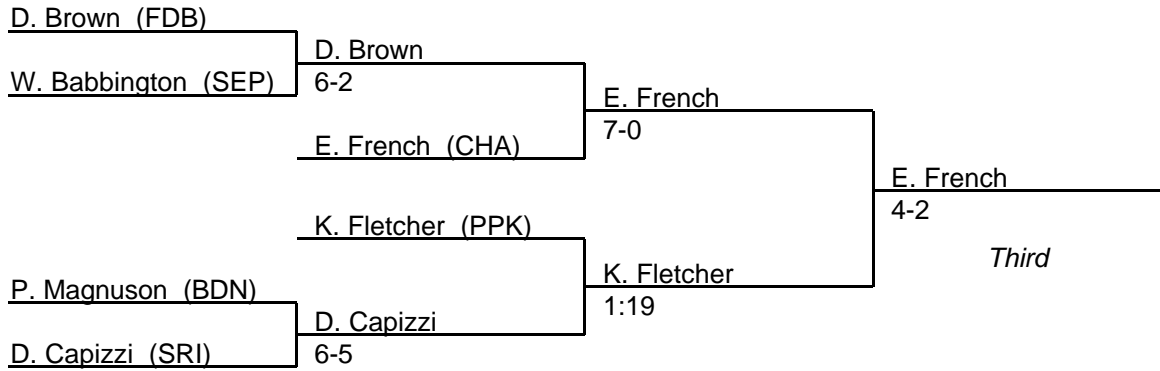 D. Brown (FDB)
D. Brown
W. Babbington (SEP)
6-2
E. French
7-0
E. French (CHA)
E. French
4-2
K. Fletcher (PPK)
Third
K. Fletcher
P. Magnuson (BDN)
1:19
D. Capizzi
D. Capizzi (SRI)
6-5